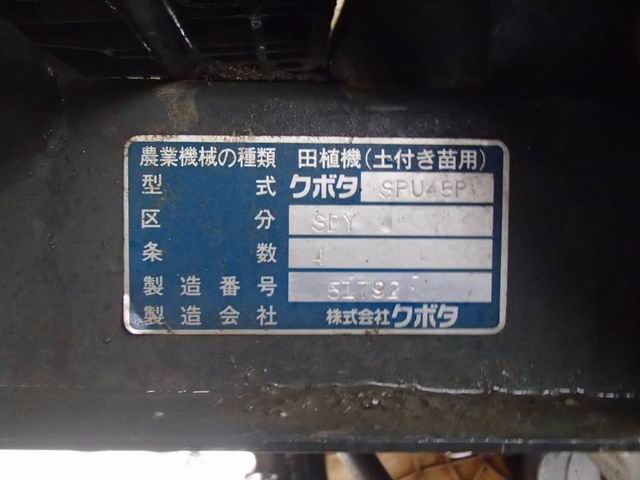 農業機械の種類 田植機(土付き苗用)
型式 クボタ SPU45P
区分 SDY
条数 4
製造番号 51792
製造会社 株式会社クボタ